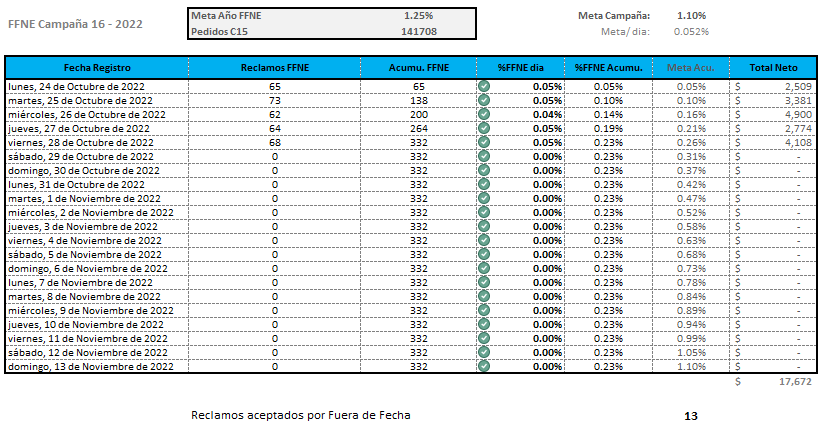 FFNE Campaña 16 - 2022
Meta Año FFNE 1.25%
Pedidos C15 141708
Meta Campaña: 1.10%
Meta/ dia: 0.052%
Fecha Registro Reclamos FFNE Acumu. FFNE %FFNE dia %FFNE Acumu. Meta Acu. Total Neto
lunes, 24 de Octubre de 2022 65 65 0.05% 0.05% 0.05% $ 2,509
martes, 25 de Octubre de 2022 73 138 0.05% 0.10% 0.10% $ 3,381
miércoles, 26 de Octubre de 2022 62 200 0.04% 0.14% 0.16% $ 4,900
jueves, 27 de Octubre de 2022 64 264 0.05% 0.19% 0.21% $ 2,774
viernes, 28 de Octubre de 2022 68 332 0.05% 0.23% 0.26% $ 4,108
sábado, 29 de Octubre de 2022 0 332 0.00% 0.23% 0.31% $ -
domingo, 30 de Octubre de 2022 0 332 0.00% 0.23% 0.37% $ -
lunes, 31 de Octubre de 2022 0 332 0.00% 0.23% 0.42% $ -
martes, 1 de Noviembre de 2022 0 332 0.00% 0.23% 0.47% $ -
miércoles, 2 de Noviembre de 2022 0 332 0.00% 0.23% 0.52% $ -
jueves, 3 de Noviembre de 2022 0 332 0.00% 0.23% 0.58% $ -
viernes, 4 de Noviembre de 2022 0 332 0.00% 0.23% 0.63% $ -
sábado, 5 de Noviembre de 2022 0 332 0.00% 0.23% 0.68% $ -
domingo, 6 de Noviembre de 2022 0 332 0.00% 0.23% 0.73% $ -
lunes, 7 de Noviembre de 2022 0 332 0.00% 0.23% 0.78% $ -
martes, 8 de Noviembre de 2022 0 332 0.00% 0.23% 0.84% $ -
miércoles, 9 de Noviembre de 2022 0 332 0.00% 0.23% 0.89% $ -
jueves, 10 de Noviembre de 2022 0 332 0.00% 0.23% 0.94% $ -
viernes, 11 de Noviembre de 2022 0 332 0.00% 0.23% 0.99% $ -
sábado, 12 de Noviembre de 2022 0 332 0.00% 0.23% 1.05% $ -
domingo, 13 de Noviembre de 2022 0 332 0.00% 0.23% 1.10% $ -
$ 17,672
Reclamos aceptados por Fuera de Fecha 13